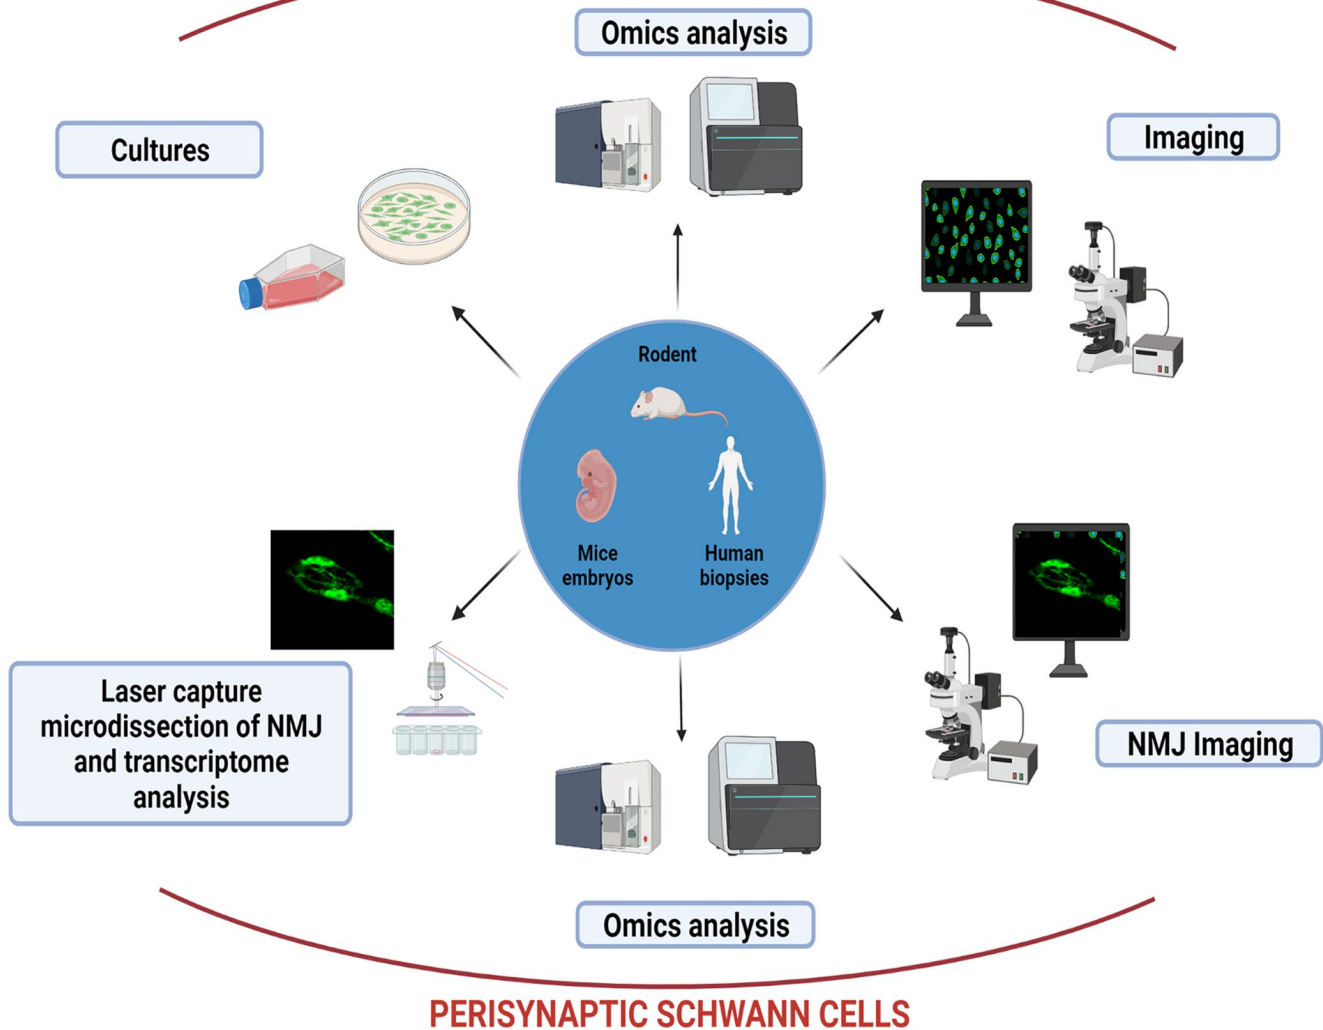 Omics analysis
Cultures
Imaging
Rodent
Mice
embryos
Human
biopsies
Laser capture
microdissection of NMJ
and transcriptome
analysis
NMJ Imaging
Omics analysis
PERISYNAPTIC SCHWANN CELLS